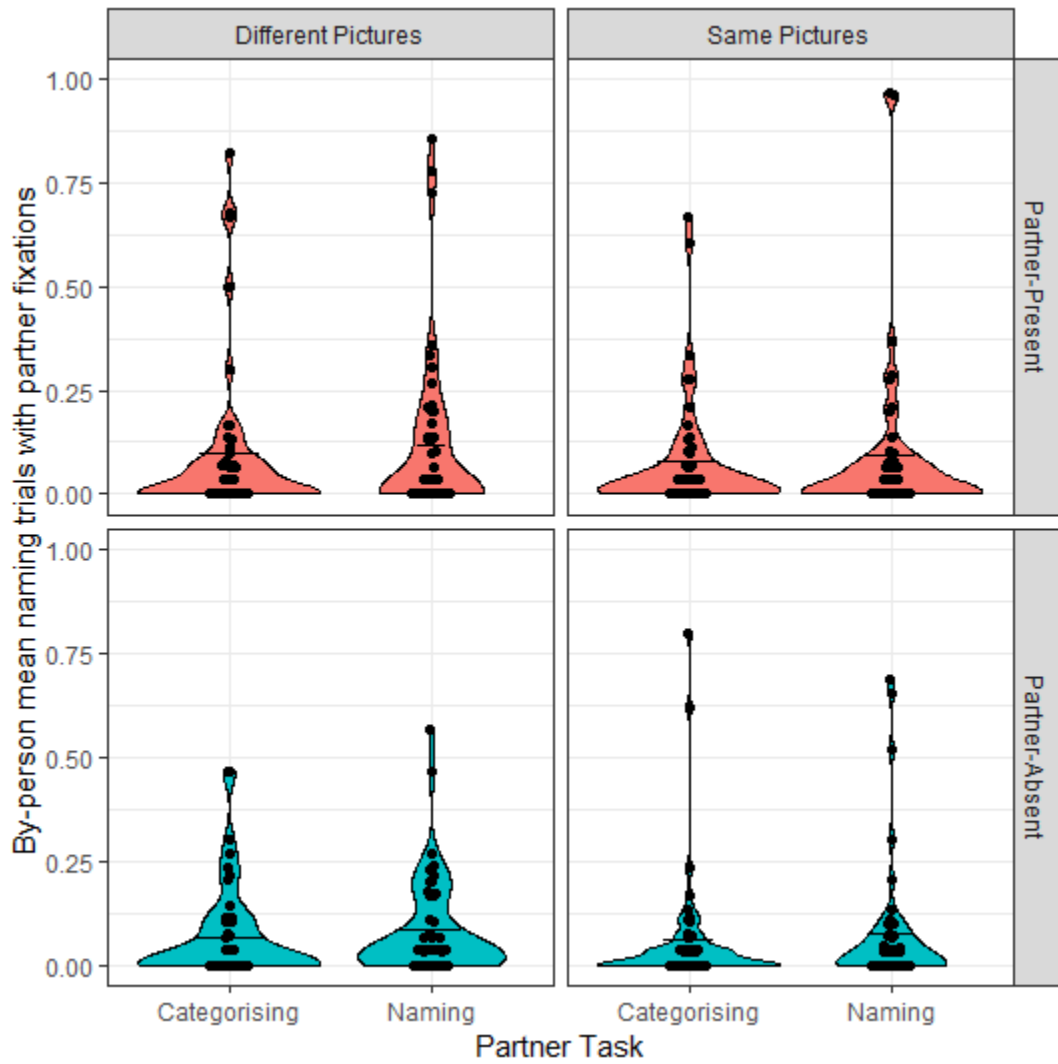 Different Pictures
Same Pictures
By-person mean naming trials with partner fixations
1.00
0.75
0.50
0.25
0.00
Partner-Present
1.00
0.75
0.50
0.25
0.00
Partner-Absent
Categorising
Naming
Categorising
Naming
Partner Task